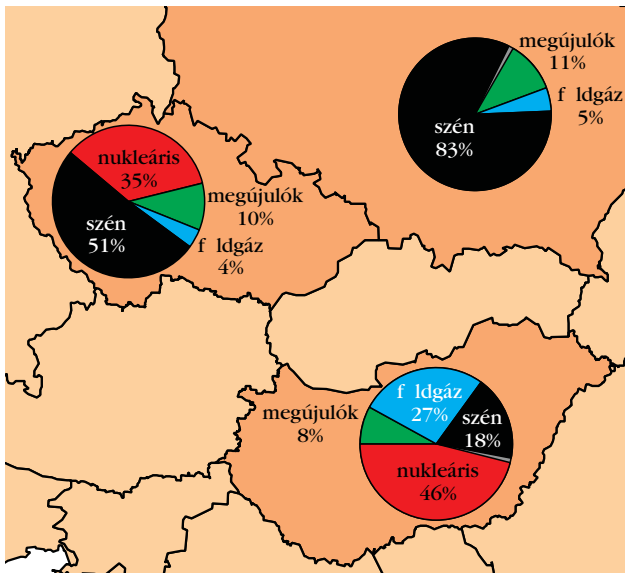 megújulók
11%
f ldgáz
5%
szén
83%
nukleáris
35%
megújulók
10%
szén
51%
f ldgáz
4%
f ldgáz
27%
szén
18%
megújulók
8%
nukleáris
46%